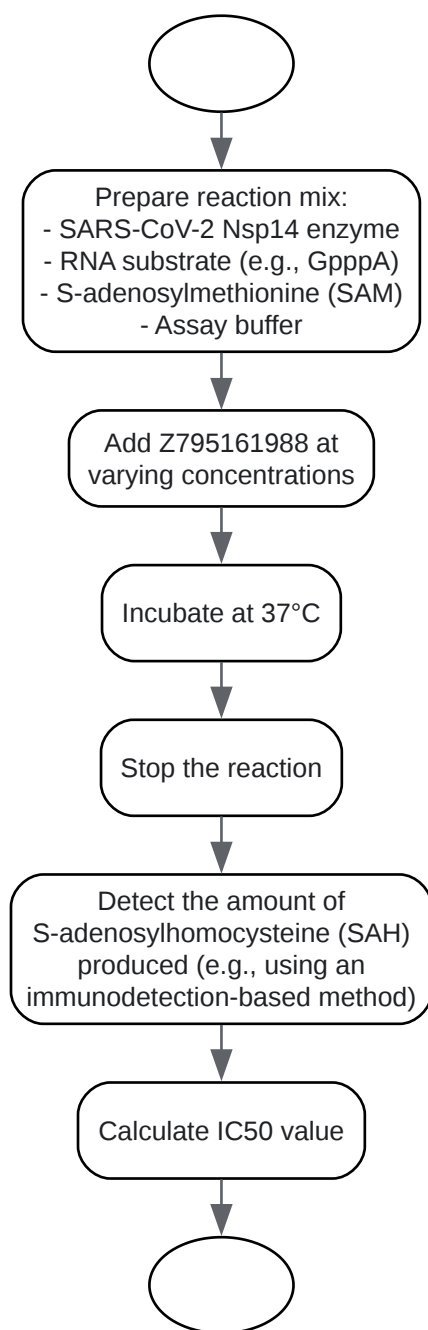 Prepare reaction mix:
- SARS-CoV-2 Nsp14 enzyme
- RNA substrate (e.g., GpppA)
- S-adenosylmethionine (SAM)
- Assay buffer
Add Z795161988 at
varying concentrations
Incubate at 37°C
Stop the reaction
Detect the amount of
S-adenosylhomocysteine (SAH)
produced (e.g., using an
immunodetection-based method)
Calculate IC50 value